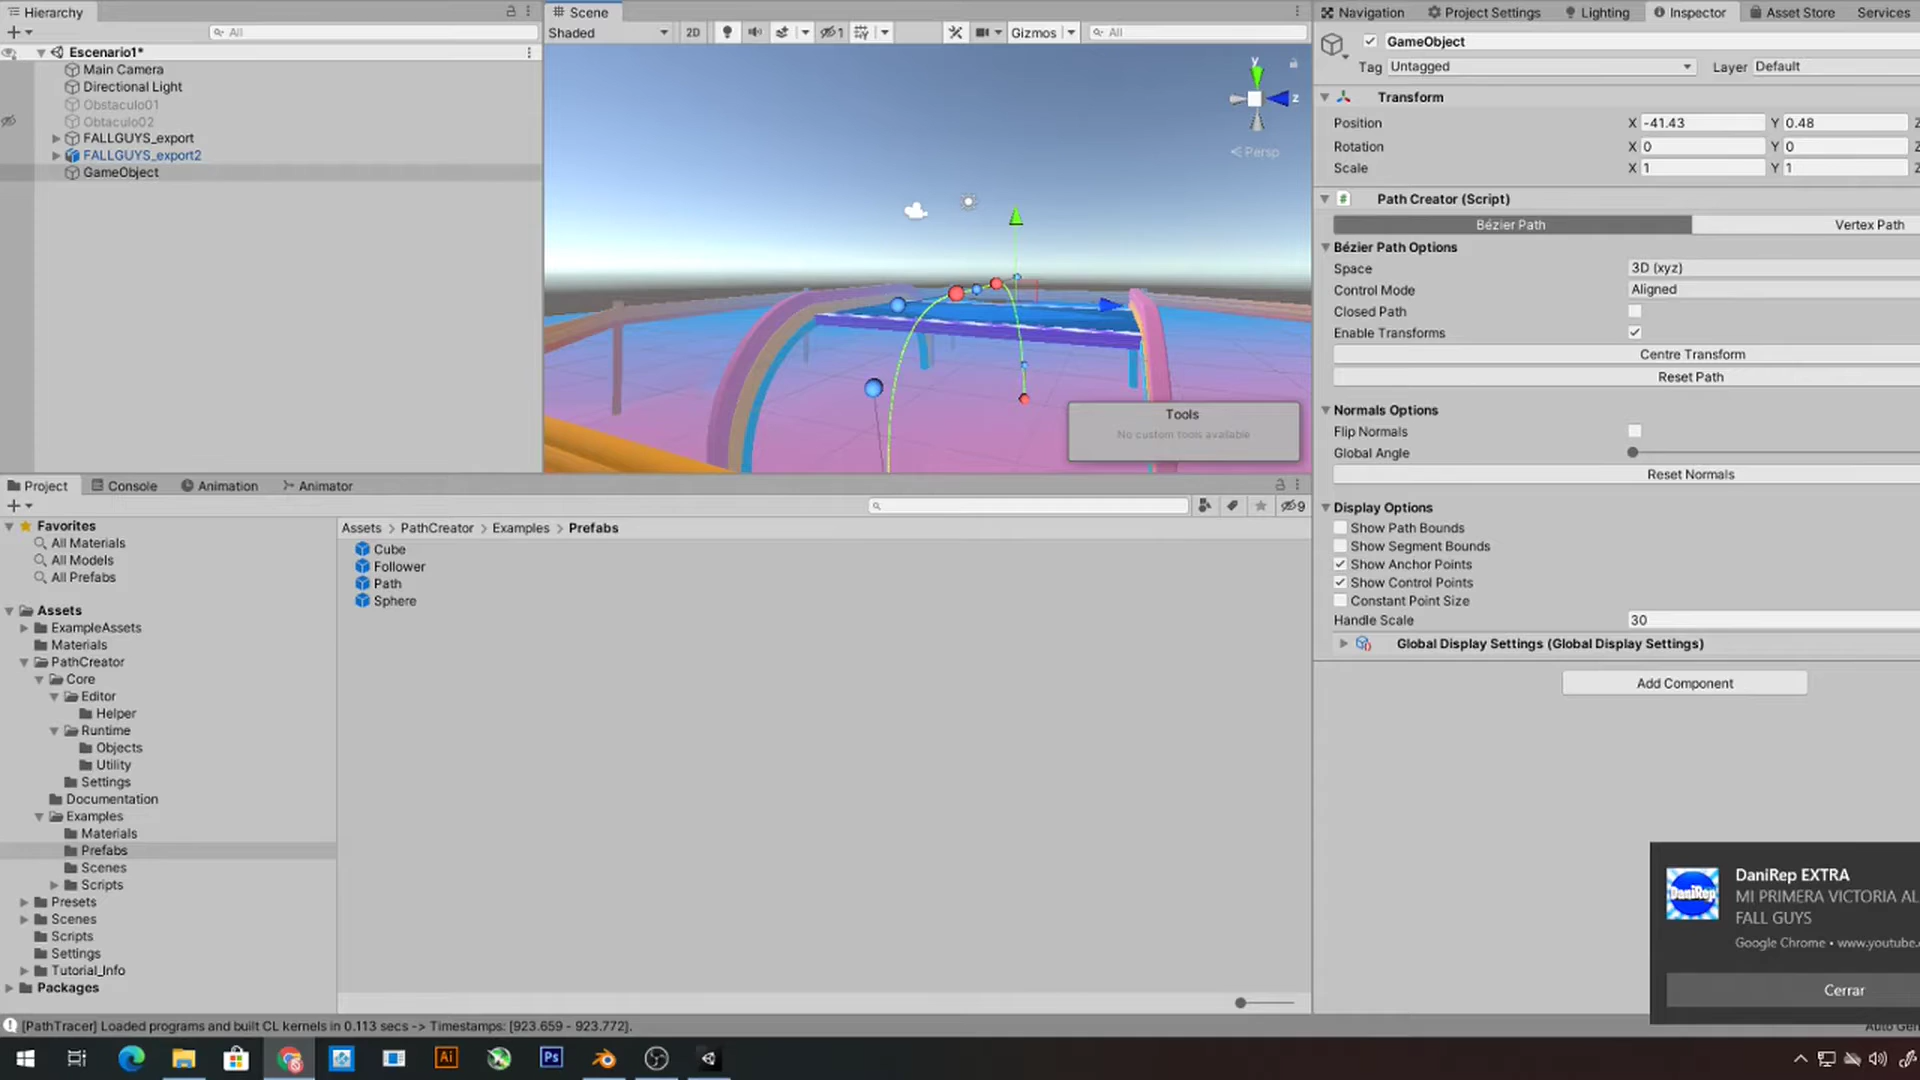 Hierarchy
All
Escenario1*
Main Camera
Directional Light
Obstaculo01
Obtaculo02
FALLGUYS_export
FALLGUYS_export2
GameObject
Scene
Shaded
2D
1
Gizmos
All
y
z
Persp
Tools
No custom tools available
Navigation
Project Settings
Lighting
Inspector
Asset Store
Services
GameObject
Tag Untagged
Layer Default
Transform
Position X -41.43 Y 0.48 Z
Rotation X 0 Y 0 Z
Scale X 1 Y 1 Z
Path Creator (Script)
Bézier Path
Vertex Path
Bézier Path Options
Space 3D (xyz)
Control Mode Aligned
Closed Path
Enable Transforms
Centre Transform
Reset Path
Normals Options
Flip Normals
Global Angle
Reset Normals
Display Options
Show Path Bounds
Show Segment Bounds
Show Anchor Points
Show Control Points
Constant Point Size
Handle Scale 30
Global Display Settings (Global Display Settings)
Add Component
Project
Console
Animation
Animator
9
Favorites
All Materials
All Models
All Prefabs
Assets
ExampleAssets
Materials
PathCreator
Core
Editor
Helper
Runtime
Objects
Utility
Settings
Documentation
Examples
Materials
Prefabs
Scenes
Scripts
Presets
Scenes
Scripts
Settings
Tutorial_Info
Packages
Assets > PathCreator > Examples > Prefabs
Cube
Follower
Path
Sphere
DaniRep
DaniRep EXTRA
MI PRIMERA VICTORIA AL
FALL GUYS
Google Chrome • www.youtube.
Cerrar
[PathTracer] Loaded programs and built CL kernels in 0.113 secs -> Timestamps: [923.659 - 923.772].
Auto Gen
Ai
Ps